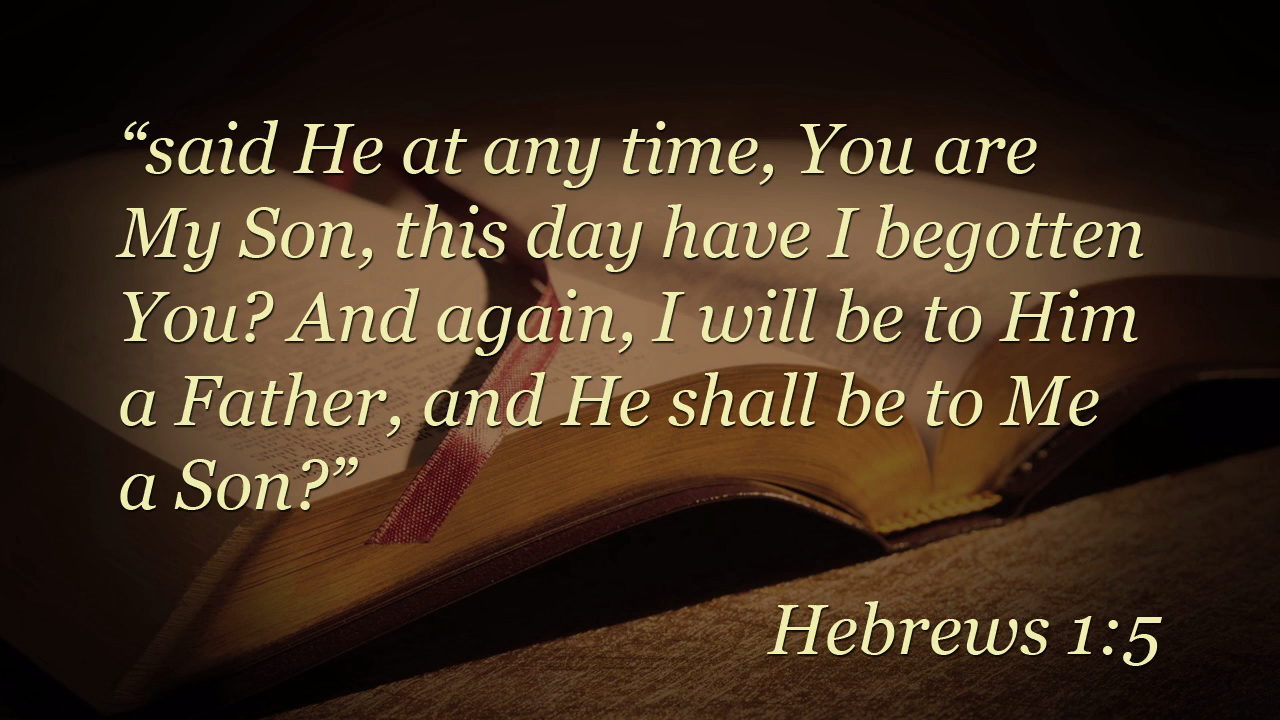 “said He at any time, You are
My Son, this day have I begotten
You? And again, I will be to Him
a Father, and He shall be to Me
a Son?”
Hebrews 1:5